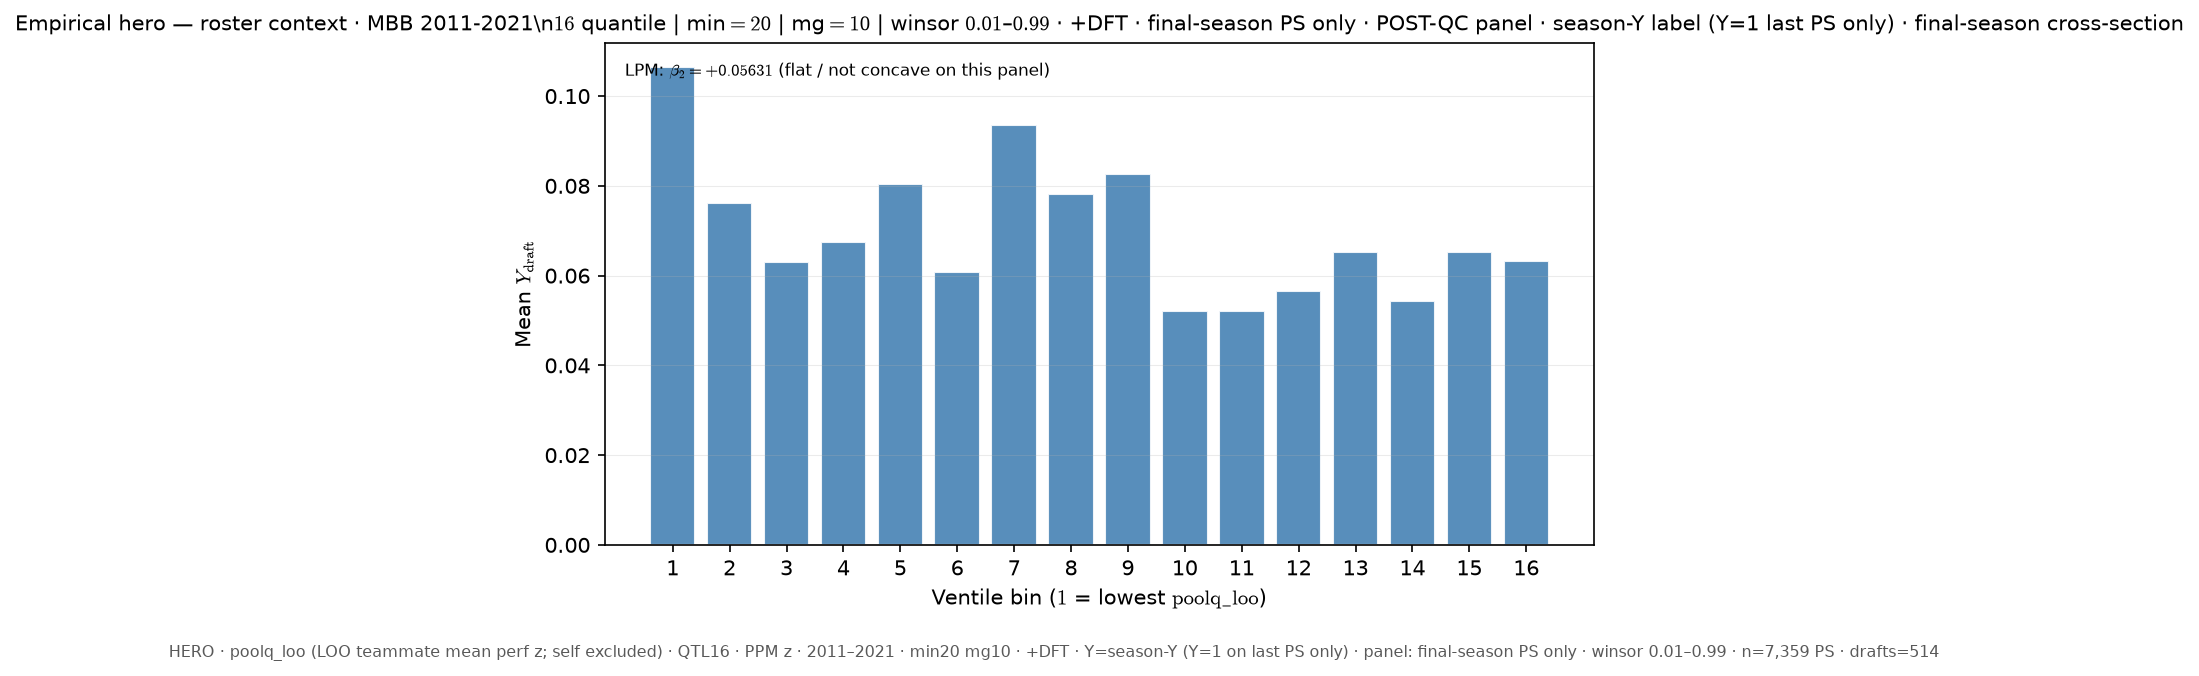 Empirical hero — roster context · MBB 2011-2021\n16 quantile | min = 20 | mg = 10 | winsor 0.01–0.99 · +DFT · final-season PS only · POST-QC panel · season-Y label (Y=1 last PS only) · final-season cross-section
LPM: β₂ = +0.05631 (flat / not concave on this panel)
Mean Y_draft
0.10
0.08
0.06
0.04
0.02
0.00
1 2 3 4 5 6 7 8 9 10 11 12 13 14 15 16
Ventile bin (1 = lowest poolq_loo)
HERO · poolq_loo (LOO teammate mean perf z; self excluded) · QTL16 · PPM z · 2011–2021 · min20 mg10 · +DFT · Y=season-Y (Y=1 on last PS only) · panel: final-season PS only · winsor 0.01–0.99 · n=7,359 PS · drafts=514